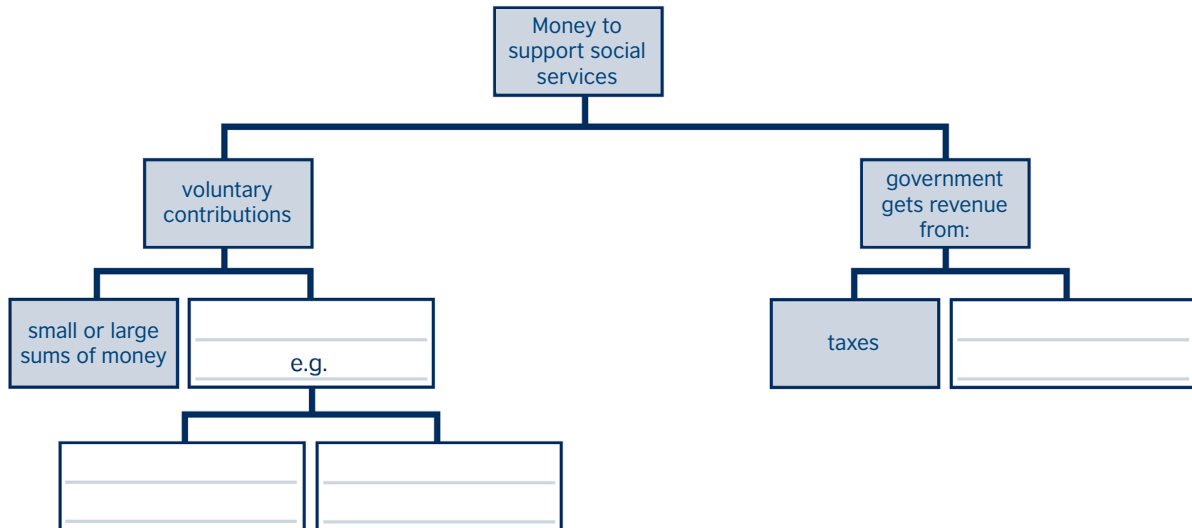 Money to
support social
services
voluntary
contributions
government
gets revenue
from:
small or large
sums of money
e.g.
taxes